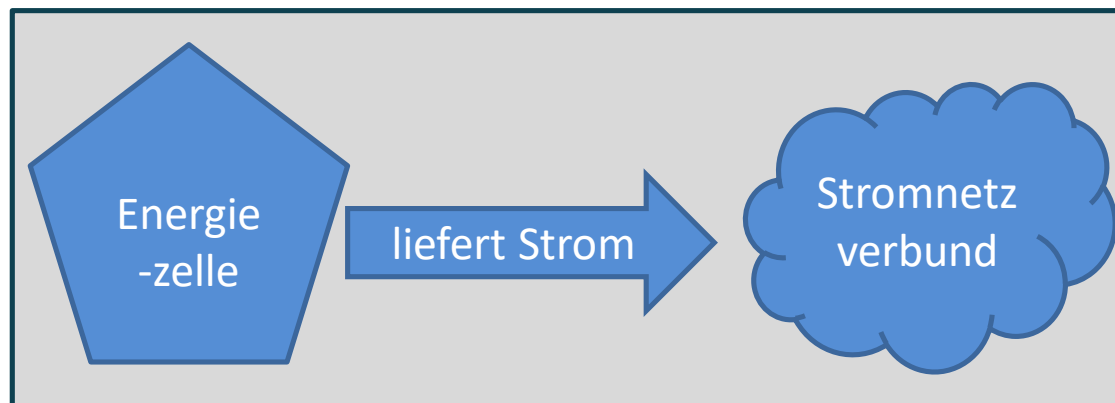 Energie
-zelle
liefert Strom
Stromnetz
verbund